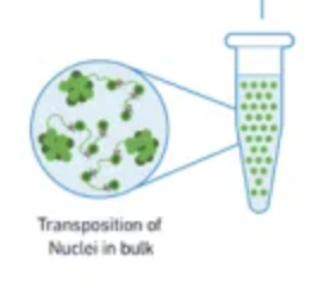 Transposition of
Nuclei in bulk